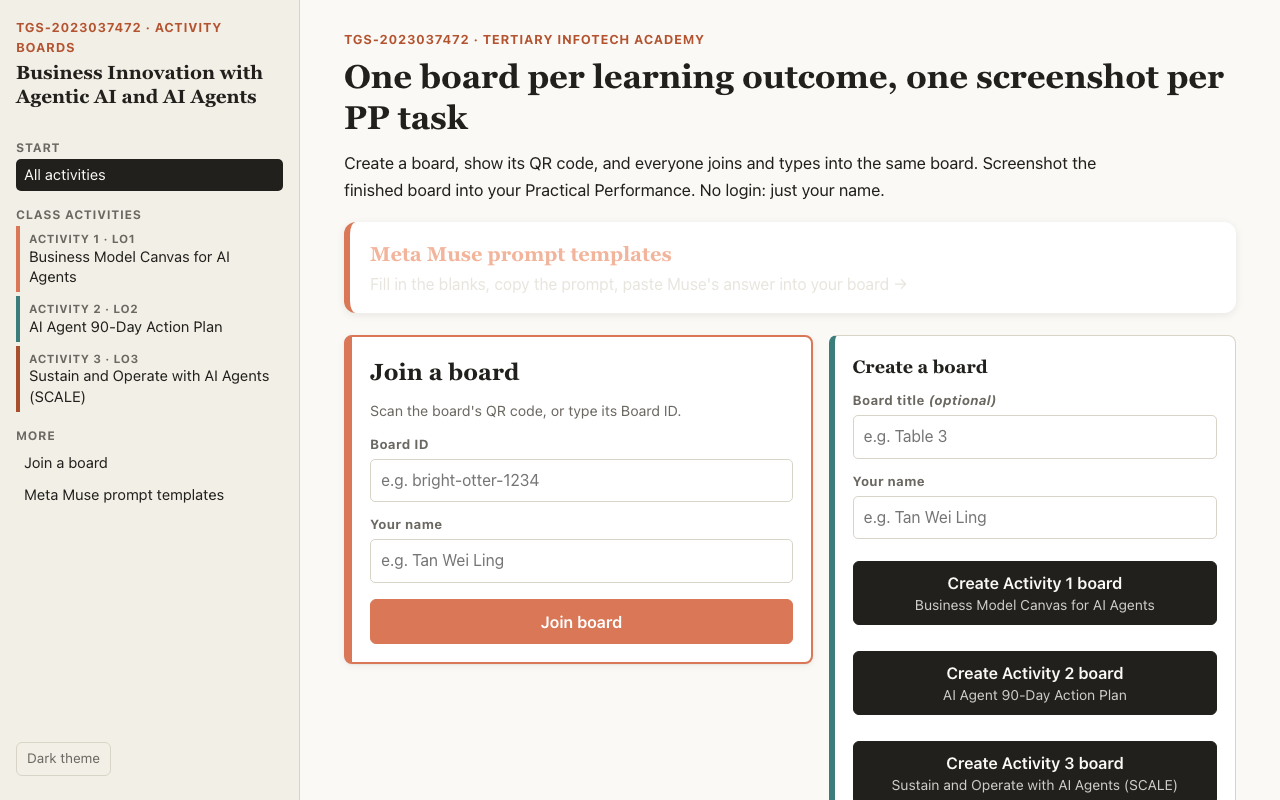 TGS-2023037472 · ACTIVITY
BOARDS
Business Innovation with
Agentic AI and AI Agents
START
All activities
CLASS ACTIVITIES
ACTIVITY 1 · LO1
Business Model Canvas for AI
Agents
ACTIVITY 2 · LO2
AI Agent 90-Day Action Plan
ACTIVITY 3 · LO3
Sustain and Operate with AI Agents
(SCALE)
MORE
Join a board
Meta Muse prompt templates
Dark theme
TGS-2023037472 · TERTIARY INFOTECH ACADEMY
One board per learning outcome, one screenshot per
PP task
Create a board, show its QR code, and everyone joins and types into the same board. Screenshot the
finished board into your Practical Performance. No login: just your name.
Meta Muse prompt templates
Fill in the blanks, copy the prompt, paste Muse's answer into your board →
Join a board
Scan the board's QR code, or type its Board ID.
Board ID
e.g. bright-otter-1234
Your name
e.g. Tan Wei Ling
Join board
Create a board
Board title (optional)
e.g. Table 3
Your name
e.g. Tan Wei Ling
Create Activity 1 board
Business Model Canvas for AI Agents
Create Activity 2 board
AI Agent 90-Day Action Plan
Create Activity 3 board
Sustain and Operate with AI Agents (SCALE)